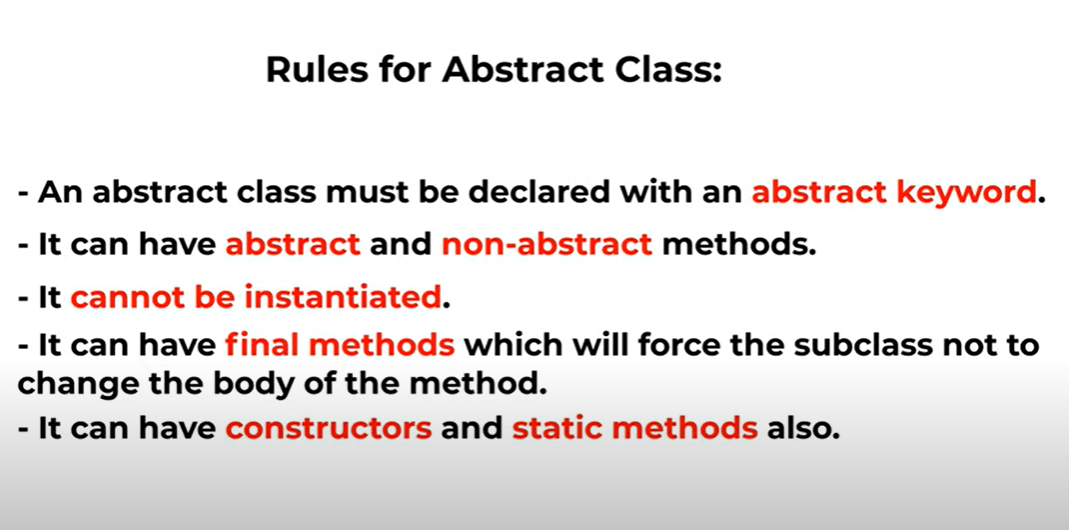 Rules for Abstract Class:
- An abstract class must be declared with an abstract keyword.
- It can have abstract and non-abstract methods.
- It cannot be instantiated.
- It can have final methods which will force the subclass not to
change the body of the method.
- It can have constructors and static methods also.